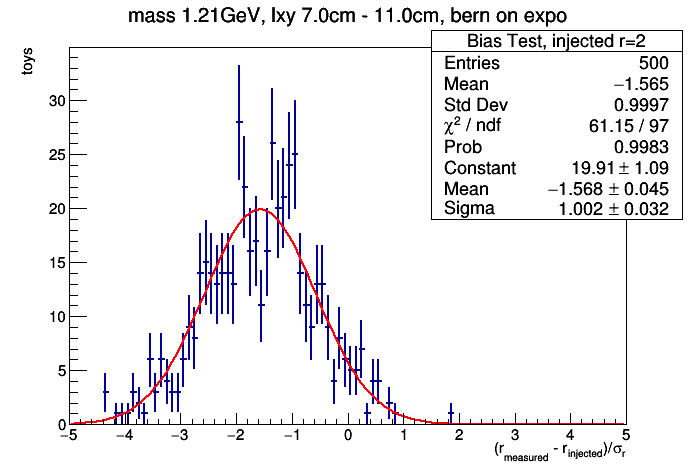 mass 1.21GeV, lxy 7.0cm - 11.0cm, bern on expo
Bias Test, injected r=2
Entries 500
Mean −1.565
Std Dev 0.9997
χ² / ndf 61.15 / 97
Prob 0.9983
Constant 19.91 ± 1.09
Mean −1.568 ± 0.045
Sigma 1.002 ± 0.032
toys
30
25
20
15
10
5
0
−5 −4 −3 −2 −1 0 1 2 3 4 5
(r_measured - r_injected)/σ_r